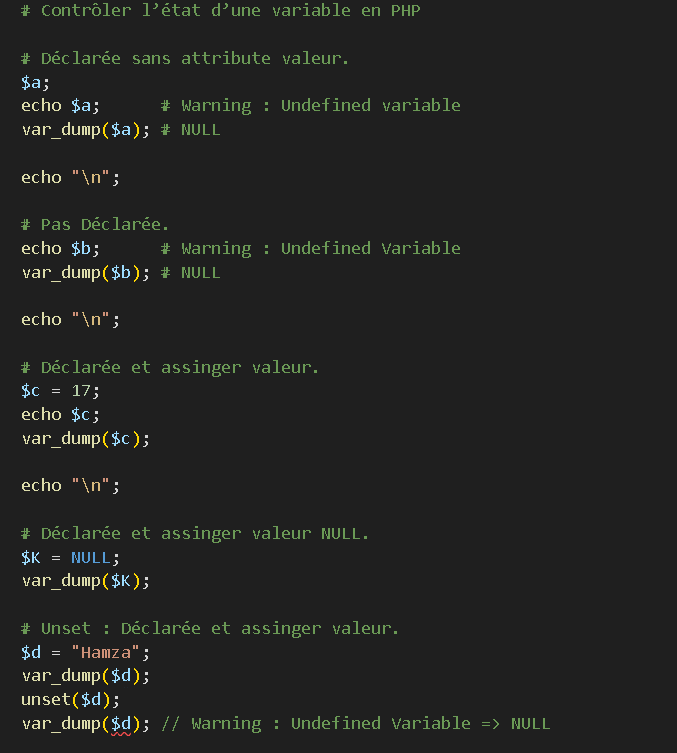 # Contrôler l’état d’une variable en PHP
# Déclarée sans attribute valeur.
$a;
echo $a;      # Warning : Undefined variable
var_dump($a); # NULL
echo "\n";
# Pas Déclarée.
echo $b;      # Warning : Undefined Variable
var_dump($b); # NULL
echo "\n";
# Déclarée et assinger valeur.
$c = 17;
echo $c;
var_dump($c);
echo "\n";
# Déclarée et assinger valeur NULL.
$K = NULL;
var_dump($K);
# Unset : Déclarée et assinger valeur.
$d = "Hamza";
var_dump($d);
unset($d);
var_dump($d); // Warning : Undefined Variable => NULL